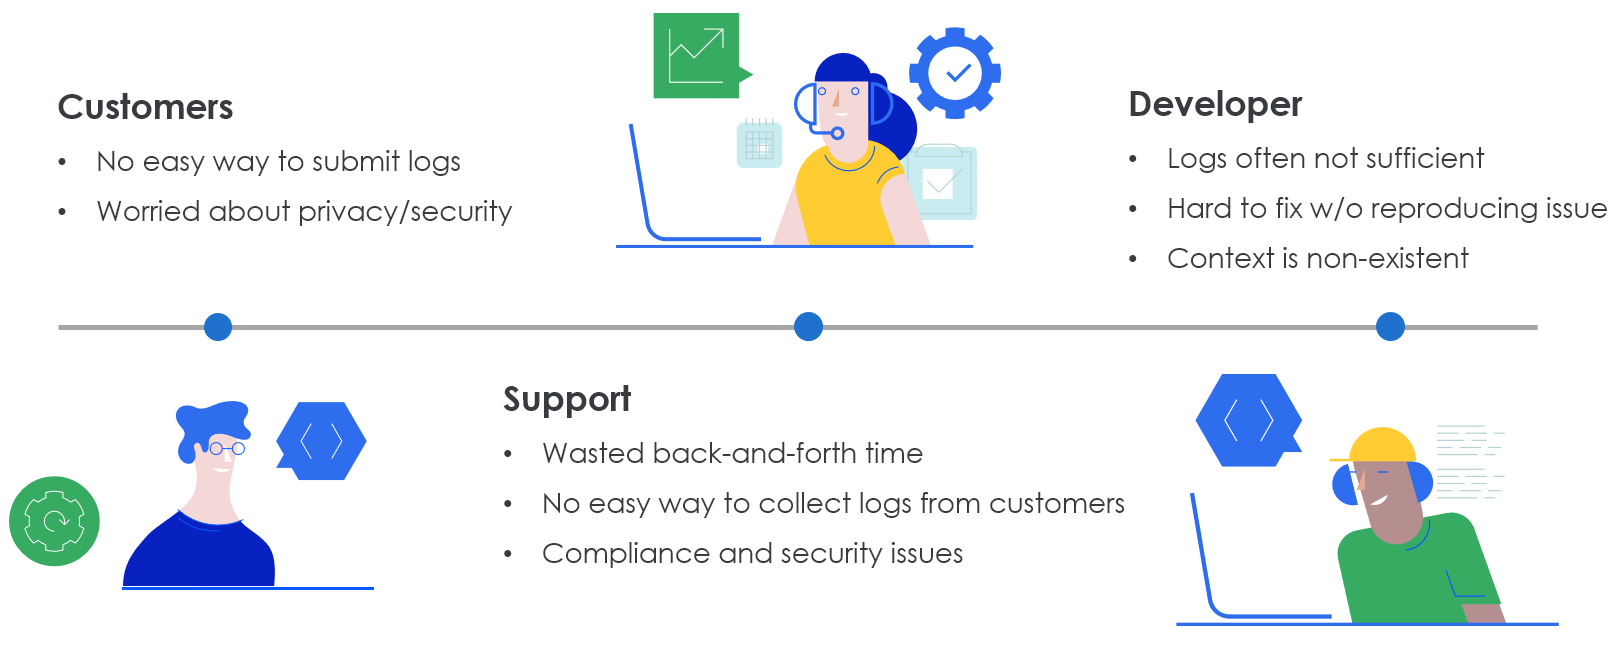 Customers
• No easy way to submit logs
• Worried about privacy/security
Support
• Wasted back-and-forth time
• No easy way to collect logs from customers
• Compliance and security issues
Developer
• Logs often not sufficient
• Hard to fix w/o reproducing issue
• Context is non-existent